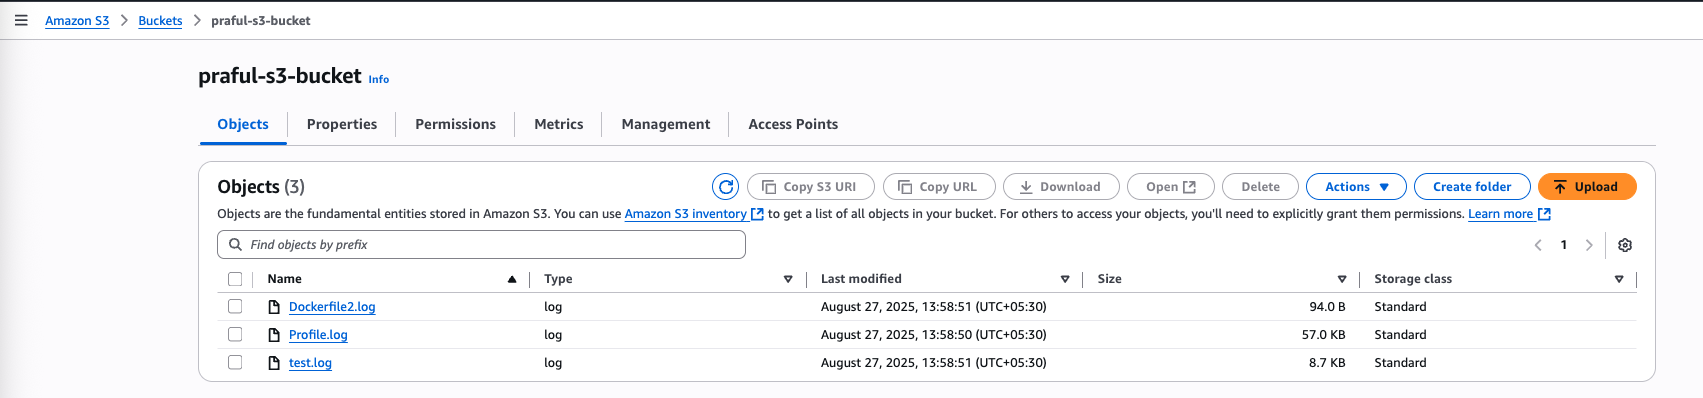 Amazon S3 > Buckets > praful-s3-bucket
praful-s3-bucket Info
Objects Properties Permissions Metrics Management Access Points
Objects (3) Copy S3 URI Copy URL Download Open Delete Actions Create folder Upload
Objects are the fundamental entities stored in Amazon S3. You can use Amazon S3 inventory to get a list of all objects in your bucket. For others to access your objects, you'll need to explicitly grant them permissions. Learn more
Find objects by prefix 1
Name Type Last modified Size Storage class
Dockerfile2.log log August 27, 2025, 13:58:51 (UTC+05:30) 94.0 B Standard
Profile.log log August 27, 2025, 13:58:50 (UTC+05:30) 57.0 KB Standard
test.log log August 27, 2025, 13:58:51 (UTC+05:30) 8.7 KB Standard